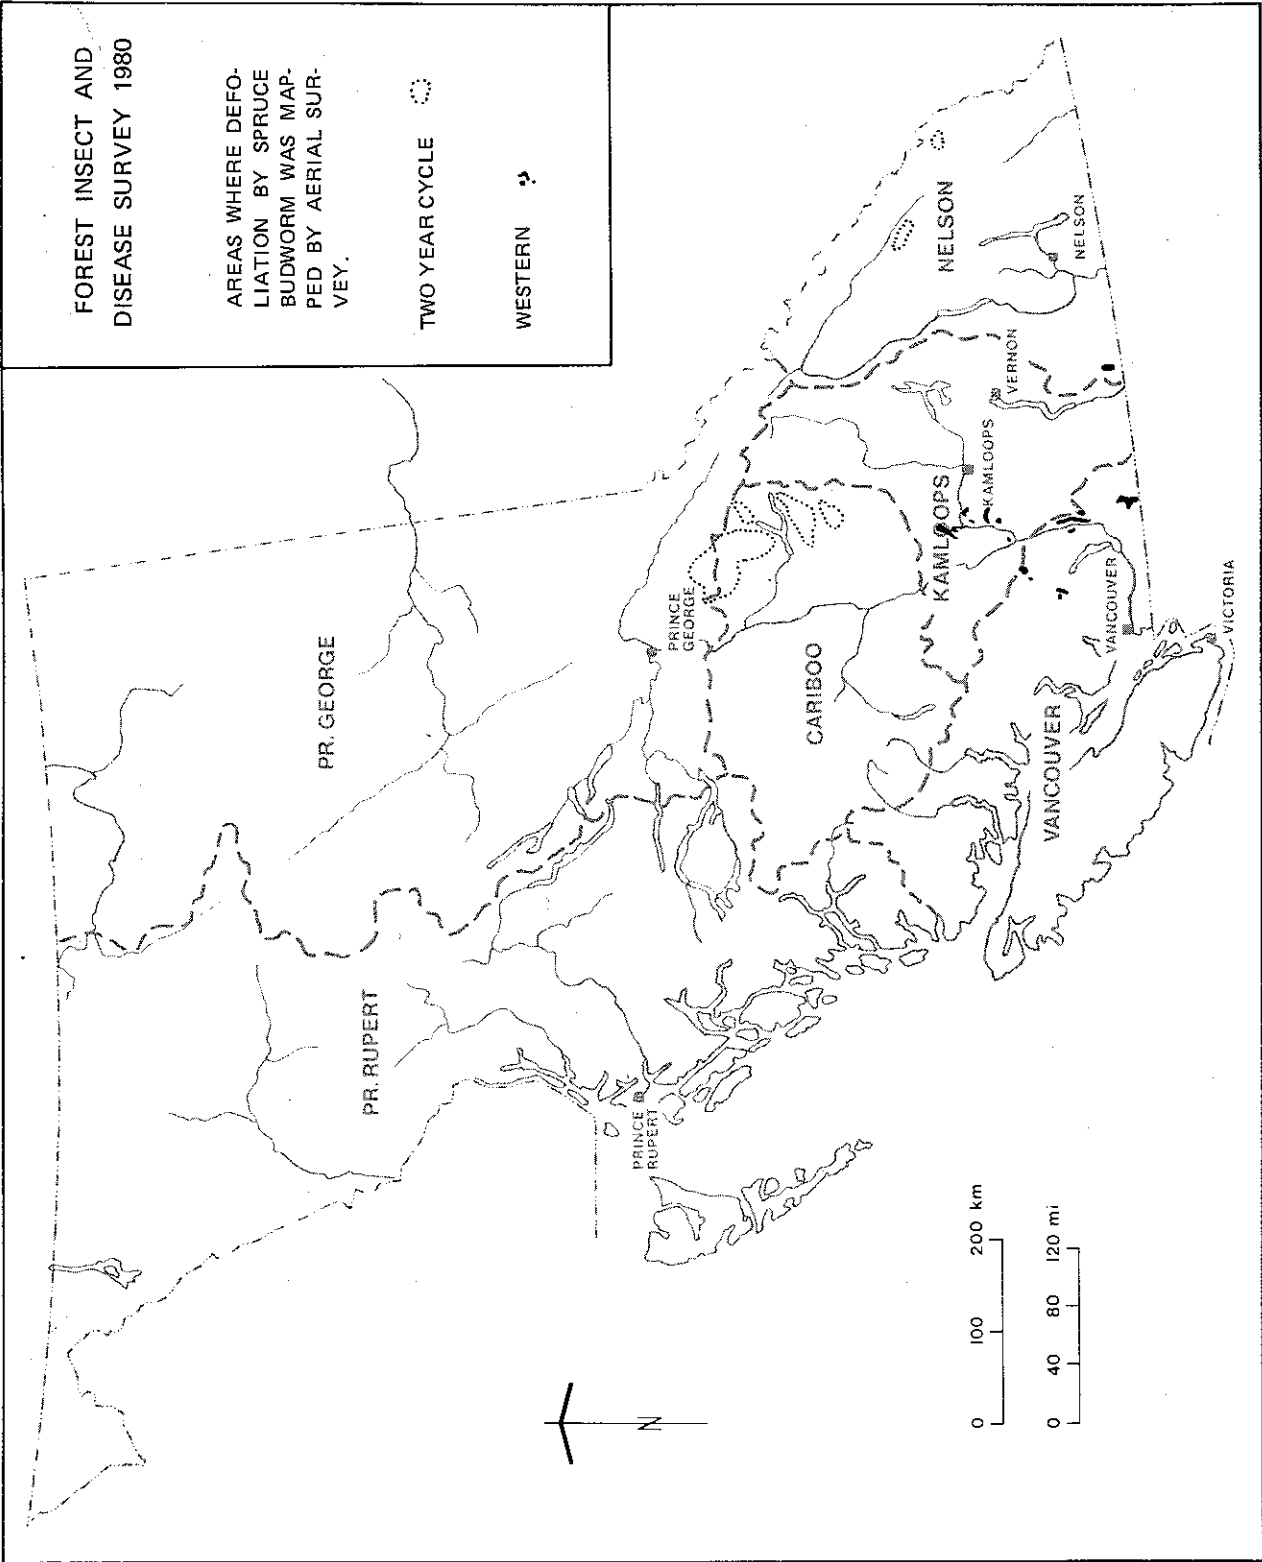 FOREST INSECT AND
DISEASE SURVEY 1980
AREAS WHERE DEFO-
LIATION BY SPRUCE
BUDWORM WAS MAP-
PED BY AERIAL SUR-
VEY.
TWO YEAR CYCLE
WESTERN
PR. GEORGE
PR. RUPERT
PRINCE
GEORGE
PRINCE
RUPERT
CARIBOO
KAMLOOPS
KAMLOOPS
NELSON
NELSON
VERNON
VANCOUVER
VANCOUVER
VICTORIA
N
0 100 200 km
0 40 80 120 mi